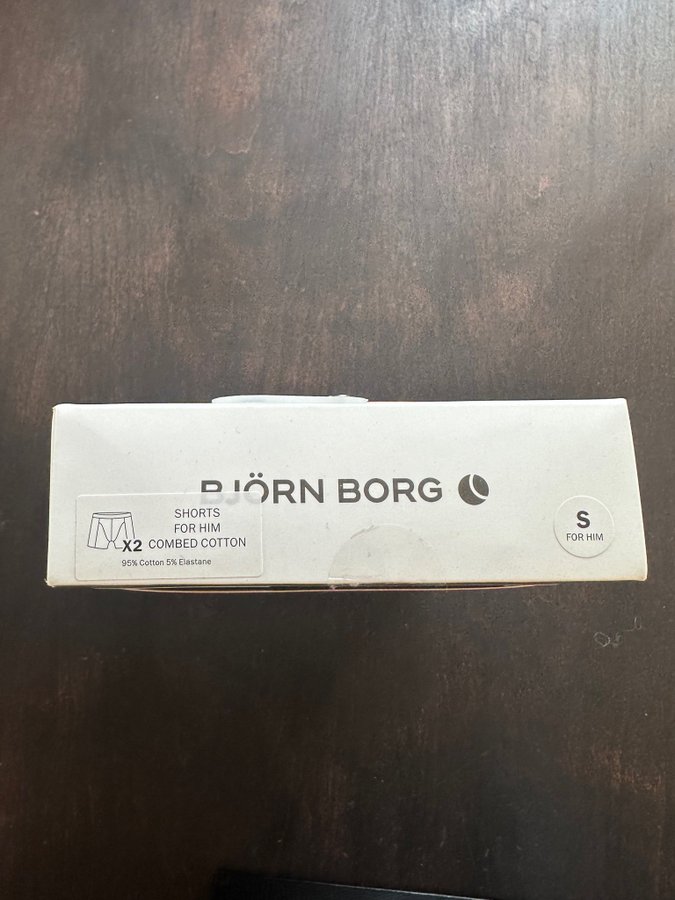 BJÖRN BORG
SHORTS
FOR HIM
X2 COMBED COTTON
95% Cotton 5% Elastane
S
FOR HIM